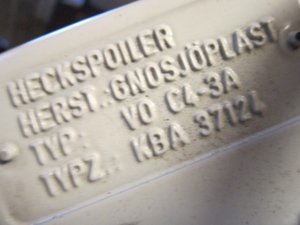 HECKSPOILER
HERST.:GNOSJÖPLAST
TYP: VO C4-3A
TYPZ.: KBA 37124